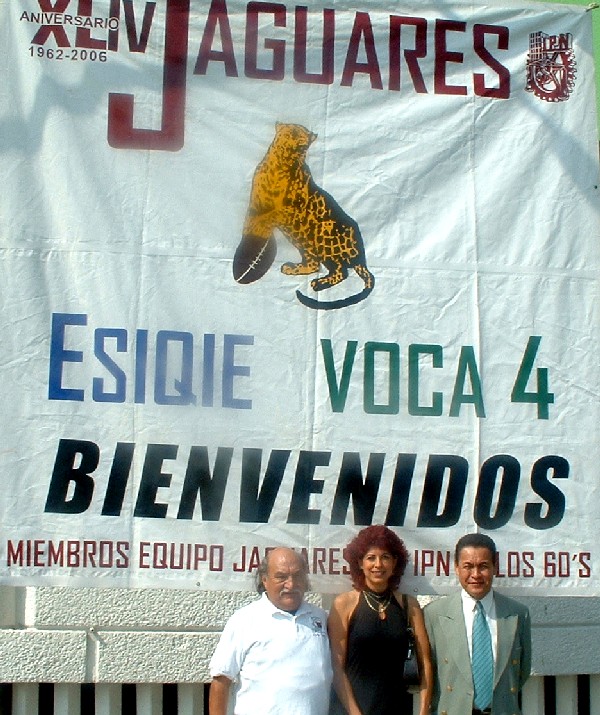 ANIVERSARIO
XLIV JAGUARES
1962-2006
IPN
ESIQIE VOCA 4
BIENVENIDOS
MIEMBROS EQUIPO JAGUARES IPN LOS 60'S